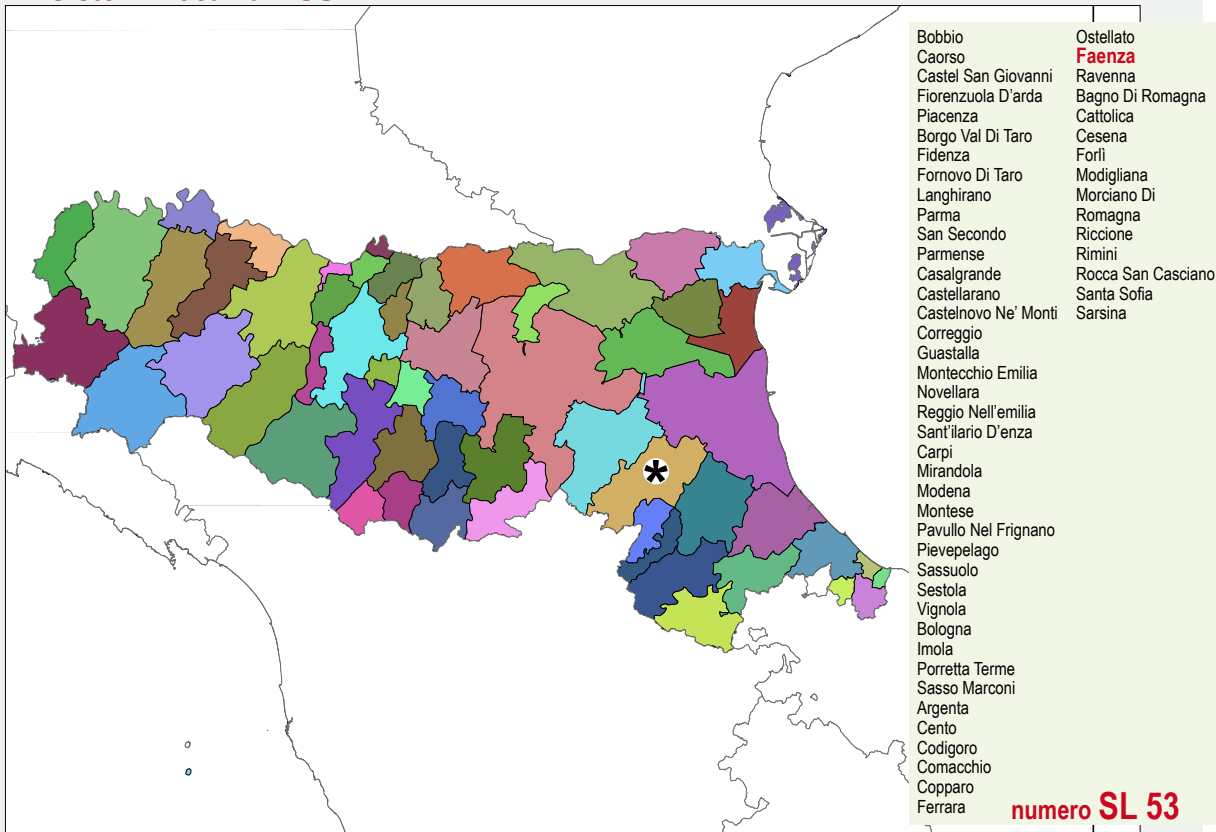 Bobbio
Caorso
Castel San Giovanni
Fiorenzuola D'arda
Piacenza
Borgo Val Di Taro
Fidenza
Fornovo Di Taro
Langhirano
Parma
San Secondo
Parmense
Casalgrande
Castellarano
Castelnovo Ne' Monti
Correggio
Guastalla
Montecchio Emilia
Novellara
Reggio Nell'emilia
Sant'ilario D'enza
Carpi
Mirandola
Modena
Montese
Pavullo Nel Frignano
Pievepelago
Sassuolo
Sestola
Vignola
Bologna
Imola
Porretta Terme
Sasso Marconi
Argenta
Cento
Codigoro
Comacchio
Copparo
Ferrara
Ostellato
Faenza
Ravenna
Bagno Di Romagna
Cattolica
Cesena
Forlì
Modigliana
Morciano Di
Romagna
Riccione
Rimini
Rocca San Casciano
Santa Sofia
Sarsina
numero SL 53